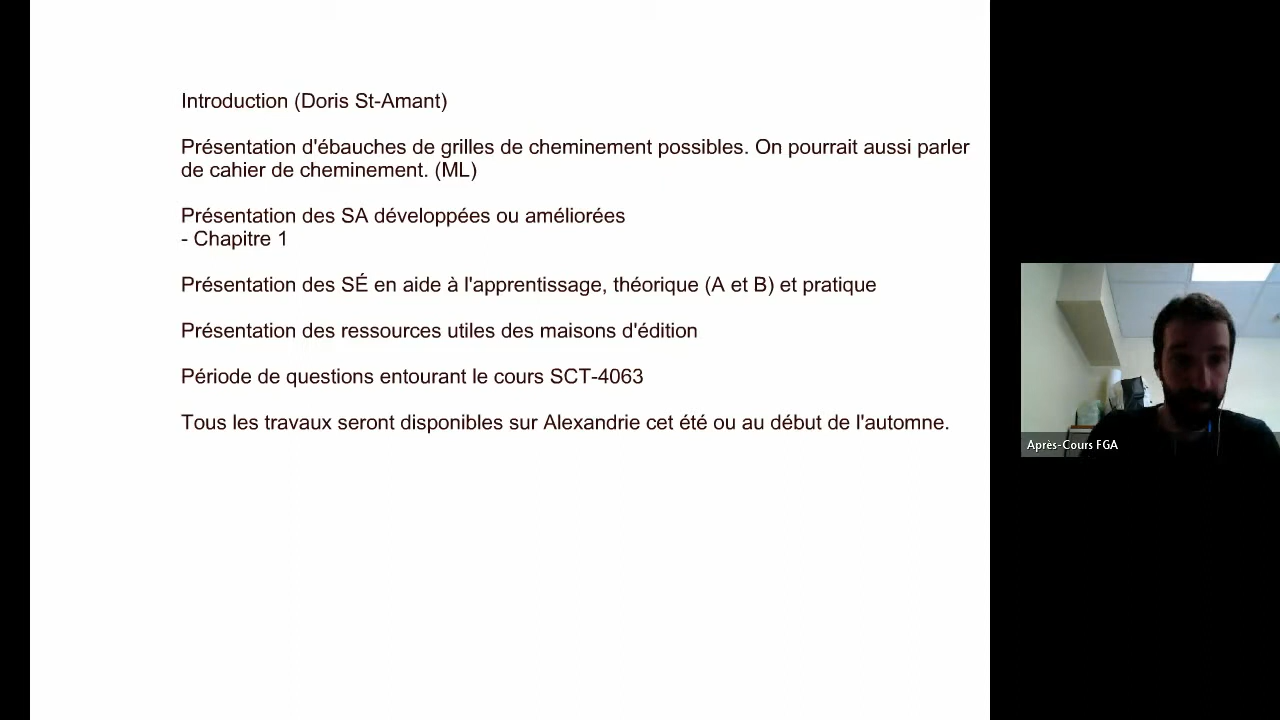 Introduction (Doris St-Amant)
Présentation d'ébauches de grilles de cheminement possibles. On pourrait aussi parler
de cahier de cheminement. (ML)
Présentation des SA développées ou améliorées
- Chapitre 1
Présentation des SÉ en aide à l'apprentissage, théorique (A et B) et pratique
Présentation des ressources utiles des maisons d'édition
Période de questions entourant le cours SCT-4063
Tous les travaux seront disponibles sur Alexandrie cet été ou au début de l'automne.
Après-Cours FGA